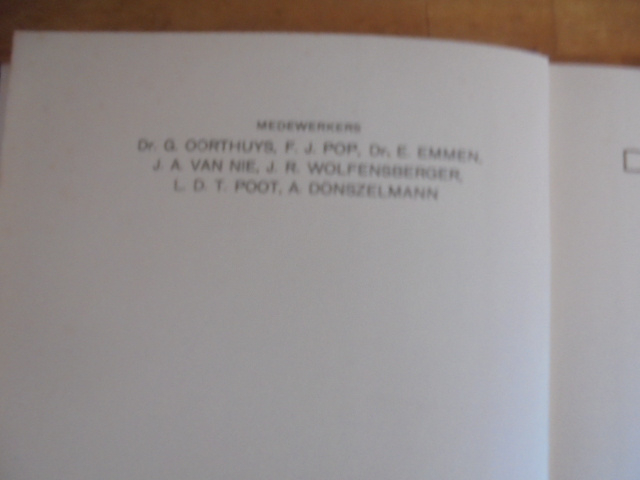 MEDEWERKERS
Dr. G. OORTHUYS, F. J. POP, Dr. E. EMMEN,
J. A. VAN NIE, J. R. WOLFENSBERGER,
L. D. T. POOT, A. DONSZELMANN